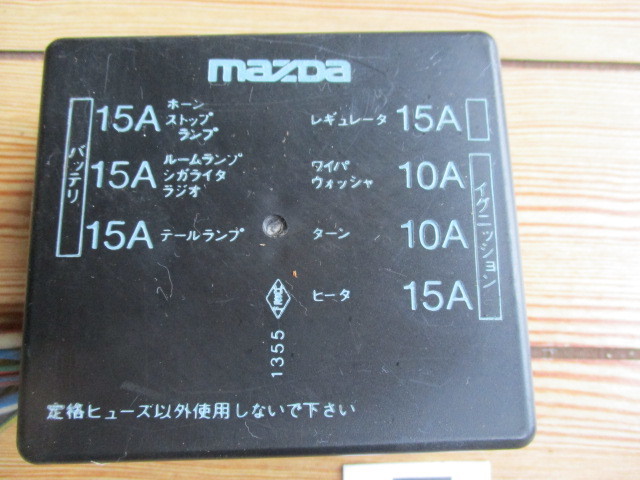 mazda
バッテリ
15A ホーン
ストップ
ランプ
15A ルームランプ
シガライタ
ラジオ
15A テールランプ
レギュレータ 15A
ワイパ 10A
ウォッシャ
ターン 10A
ヒータ 15A
イグニッション
1355
定格ヒューズ以外使用しないで下さい